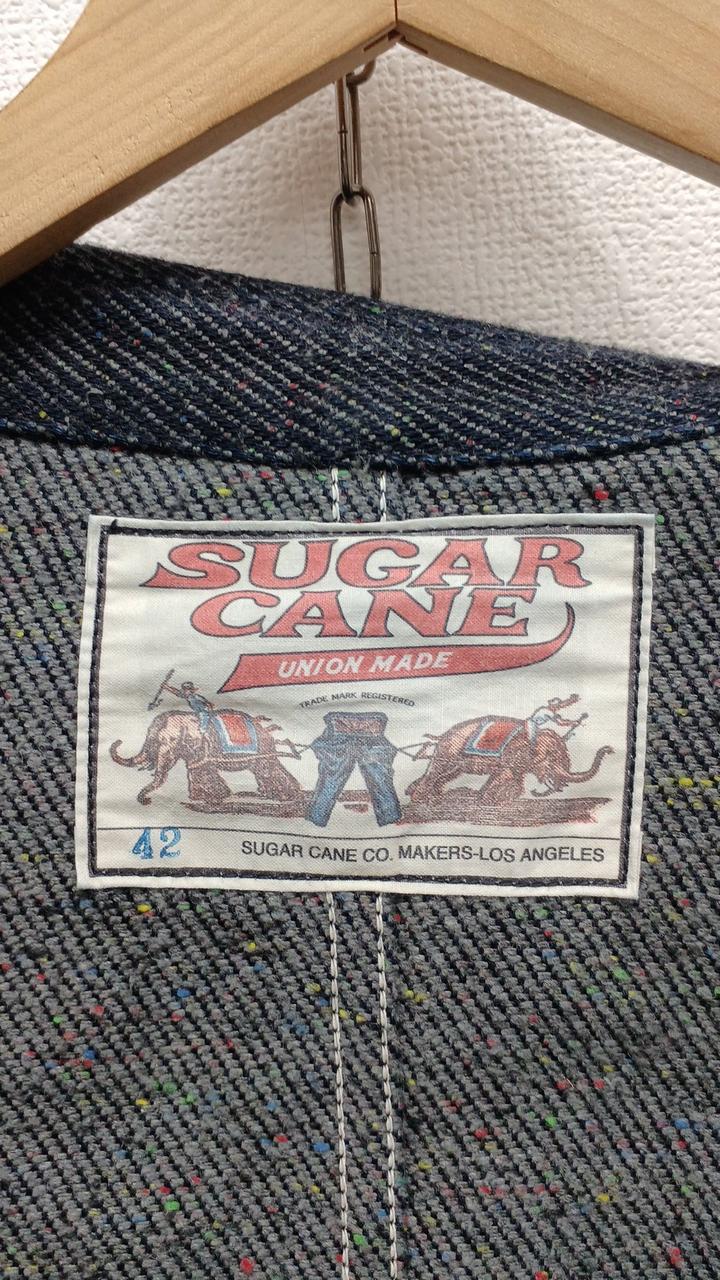 SUGAR
CANE
UNION MADE
TRADE MARK REGISTERED
42
SUGAR CANE CO. MAKERS-LOS ANGELES